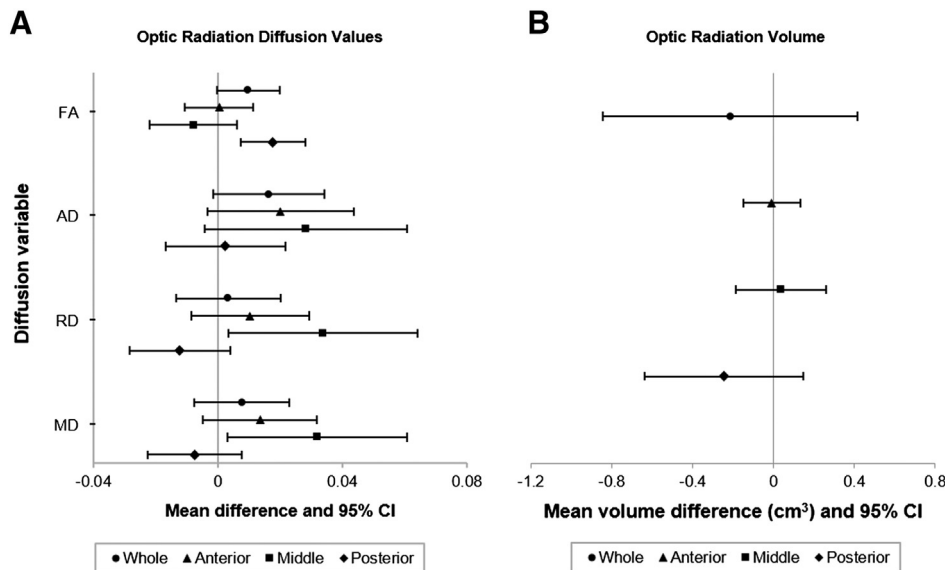 A
Optic Radiation Diffusion Values
Diffusion variable
FA
AD
RD
MD
-0.04
0
0.04
0.08
Mean difference and 95% CI
Whole
Anterior
Middle
Posterior
B
Optic Radiation Volume
-1.2
-0.8
-0.4
0
0.4
0.8
Mean volume difference (cm³) and 95% CI
Whole
Anterior
Middle
Posterior